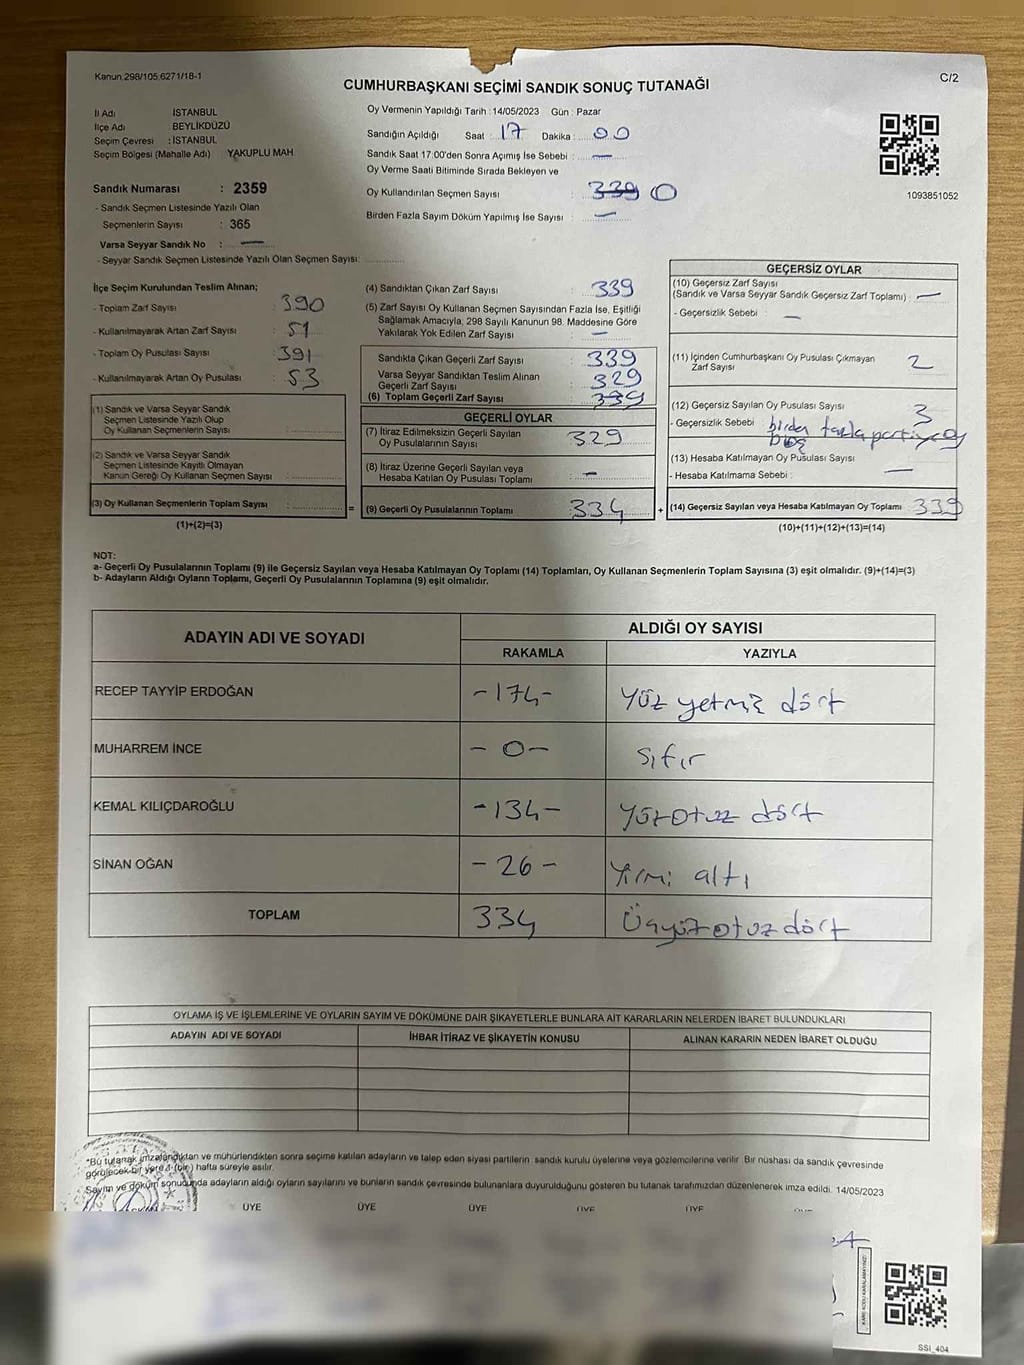 Kanun.298/105.6271/18-1
C/2
CUMHURBAŞKANI SEÇİMİ SANDIK SONUÇ TUTANAĞI
İl Adı İSTANBUL
İlçe Adı BEYLİKDÜZÜ
Seçim Çevresi : İSTANBUL
Seçim Bölgesi (Mahalle Adı) YAKUPLU MAH.
Sandık Numarası : 2359
- Sandık Seçmen Listesinde Yazılı Olan
Seçmenlerin Sayısı : 365
Varsa Seyyar Sandık No : —
- Seyyar Sandık Seçmen Listesinde Yazılı Olan Seçmen Sayısı:
Oy Vermenin Yapıldığı Tarih : 14/05/2023 Gün : Pazar
Sandığın Açıldığı Saat : 17 Dakika : 00
Sandık Saat 17:00'den Sonra Açımış İse Sebebi : —
Oy Verme Saati Bitiminde Sırada Bekleyen ve
Oy Kullandırılan Seçmen Sayısı : 339 0
Birden Fazla Sayım Döküm Yapılmış İse Sayısı : —
1093851052
İlçe Seçim Kurulundan Teslim Alınan;
- Toplam Zarf Sayısı : 390
- Kullanılmayarak Artan Zarf Sayısı : 51
- Toplam Oy Pusulası Sayısı : 391
- Kullanılmayarak Artan Oy Pusulası : 53
(1) Sandık ve Varsa Seyyar Sandık
Seçmen Listesinde Yazılı Olup
Oy Kullanan Seçmenlerin Sayısı :
(2) Sandık ve Varsa Seyyar Sandık
Seçmen Listesinde Kayıtlı Olmayan
Kanun Gereği Oy Kullanan Seçmen Sayısı :
(3) Oy Kullanan Seçmenlerin Toplam Sayısı :
(1)+(2)=(3)
(4) Sandıktan Çıkan Zarf Sayısı : 339
(5) Zarf Sayısı Oy Kullanan Seçmen Sayısından Fazla İse, Eşitliği
Sağlamak Amacıyla, 298 Sayılı Kanunun 98. Maddesine Göre
Yakılarak Yok Edilen Zarf Sayısı : —
Sandıkta Çıkan Geçerli Zarf Sayısı : 339
Varsa Seyyar Sandıktan Teslim Alınan
Geçerli Zarf Sayısı : 329
(6) Toplam Geçerli Zarf Sayısı : 339
GEÇERLİ OYLAR
(7) İtiraz Edilmeksizin Geçerli Sayılan
Oy Pusulalarının Sayısı : 329
(8) İtiraz Üzerine Geçerli Sayılan veya
Hesaba Katılan Oy Pusulası Toplamı : —
= (9) Geçerli Oy Pusulalarının Toplamı : 334
GEÇERSİZ OYLAR
(10) Geçersiz Zarf Sayısı
(Sandık ve Varsa Seyyar Sandık Geçersiz Zarf Toplamı) : —
- Geçersizlik Sebebi : —
(11) İçinden Cumhurbaşkanı Oy Pusulası Çıkmayan
Zarf Sayısı : 2
(12) Geçersiz Sayılan Oy Pusulası Sayısı : 3
- Geçersizlik Sebebi : birden fazla partiye oy
boş
(13) Hesaba Katılmayan Oy Pusulası Sayısı : —
- Hesaba Katılmama Sebebi :
+ (14) Geçersiz Sayılan veya Hesaba Katılmayan Oy Toplamı : 339
(10)+(11)+(12)+(13)=(14)
NOT:
a- Geçerli Oy Pusulalarının Toplamı (9) ile Geçersiz Sayılan veya Hesaba Katılmayan Oy Toplamı (14) Toplamları, Oy Kullanan Seçmenlerin Toplam Sayısına (3) eşit olmalıdır. (9)+(14)=(3)
b- Adayların Aldığı Oyların Toplamı, Geçerli Oy Pusulalarının Toplamına (9) eşit olmalıdır.
ADAYIN ADI VE SOYADI
ALDIĞI OY SAYISI
RAKAMLA YAZIYLA
RECEP TAYYİP ERDOĞAN -174- Yüz yetmiş dört
MUHARREM İNCE -0- sıfır
KEMAL KILIÇDAROĞLU -134- Yüz otuz dört
SİNAN OĞAN -26- Yirmi altı
TOPLAM 334 Üçyüz otuz dört
OYLAMA İŞ VE İŞLEMLERİNE VE OYLARIN SAYIM VE DÖKÜMÜNE DAİR ŞİKAYETLERLE BUNLARA AİT KARARLARIN NELERDEN İBARET BULUNDUKLARI
ADAYIN ADI VE SOYADI İHBAR İTİRAZ VE ŞİKAYETİN KONUSU ALINAN KARARIN NEDEN İBARET OLDUĞU
*Bu tutanak imzalandıktan ve mühürlendikten sonra seçime katılan adayların ve talep eden siyasi partilerin sandık kurulu üyelerine veya gözlemcilerine verilir. Bir nüshası da sandık çevresinde
görülecek bir yere 1 (bir) hafta süreyle asılır.
Sayım ve döküm sonucunda adayların aldığı oyların sayılarını ve bunların sandık çevresinde bulunanlara duyurulduğunu gösteren bu tutanak tarafımızdan düzenlenerek imza edildi. 14/05/2023
ÜYE ÜYE ÜYE ÜYE ÜYE
SSI_404